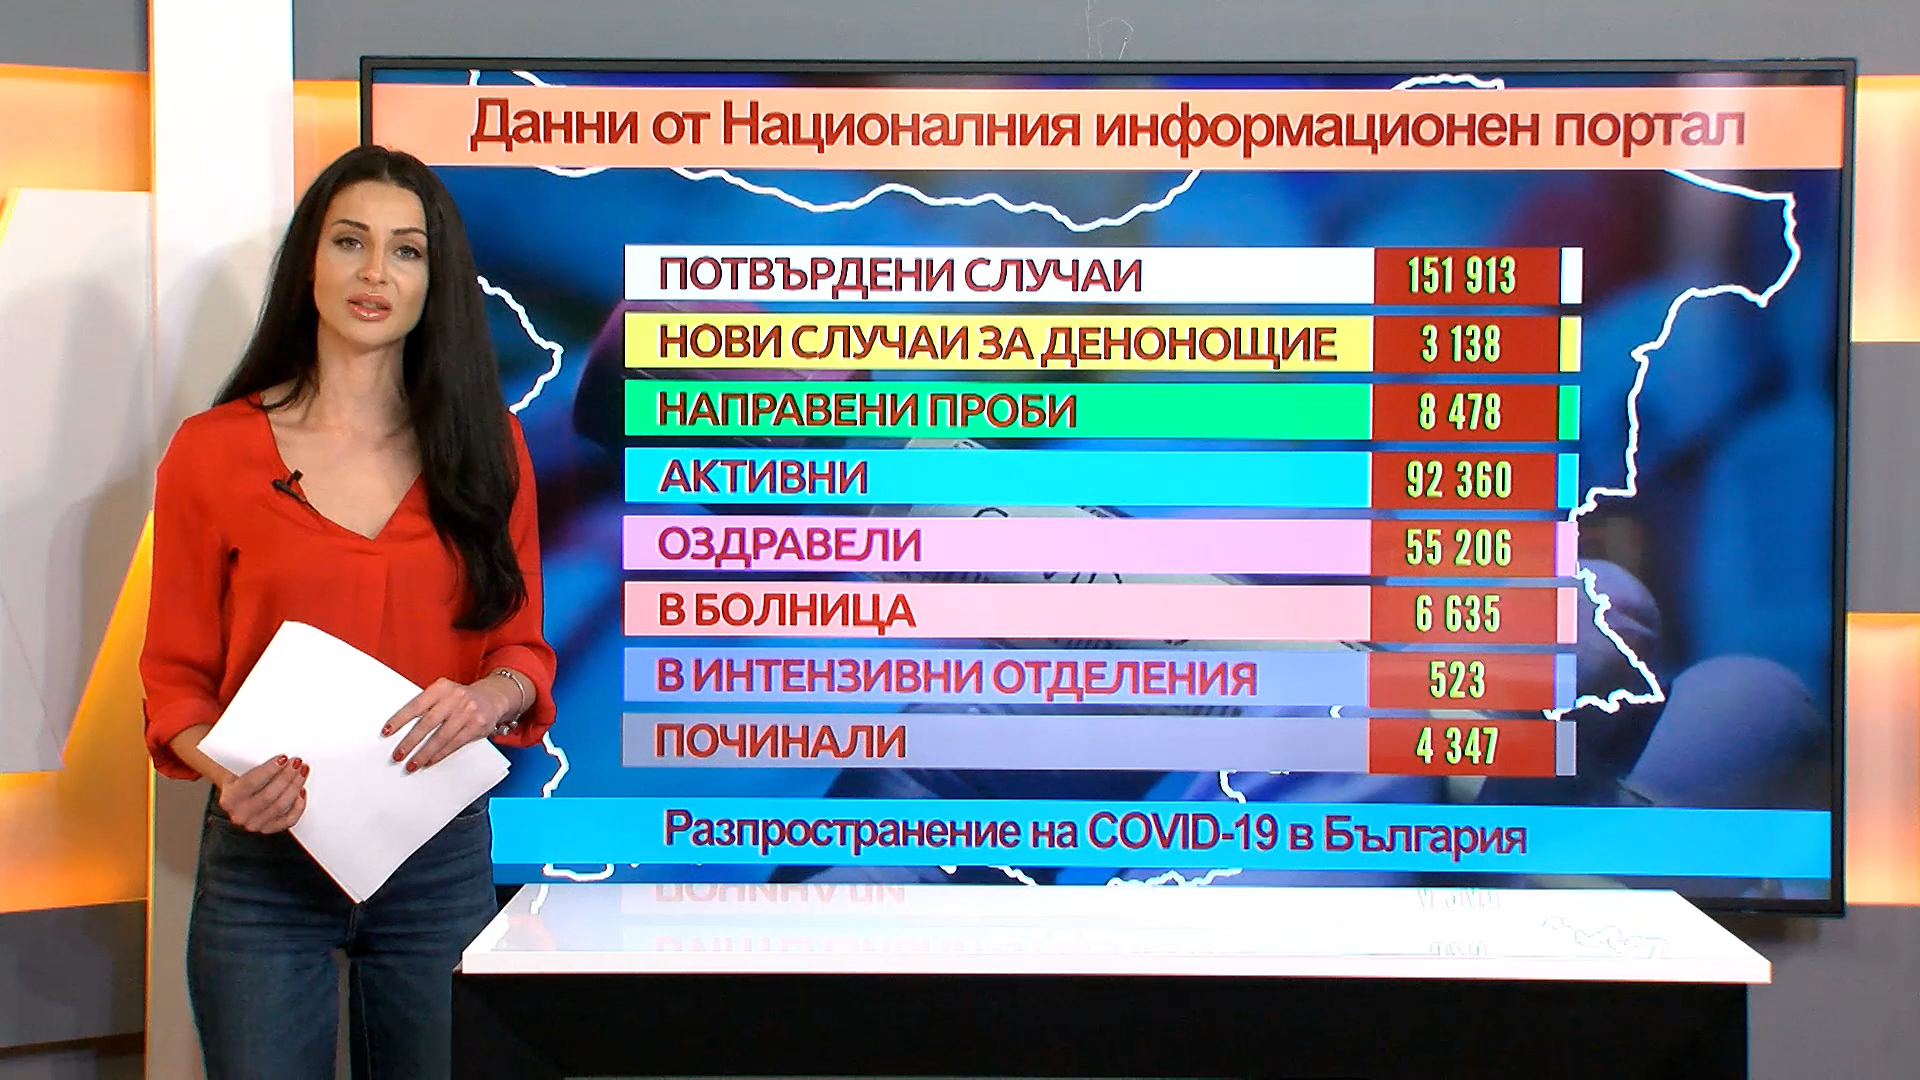 Данни от Националния информационен портал
ПОТВЪРДЕНИ СЛУЧАИ 151 913
НОВИ СЛУЧАИ ЗА ДЕНОНОЩИЕ 3 138
НАПРАВЕНИ ПРОБИ 8 478
АКТИВНИ 92 360
ОЗДРАВЕЛИ 55 206
В БОЛНИЦА 6 635
В ИНТЕНЗИВНИ ОТДЕЛЕНИЯ 523
ПОЧИНАЛИ 4 347
Разпространение на COVID-19 в България